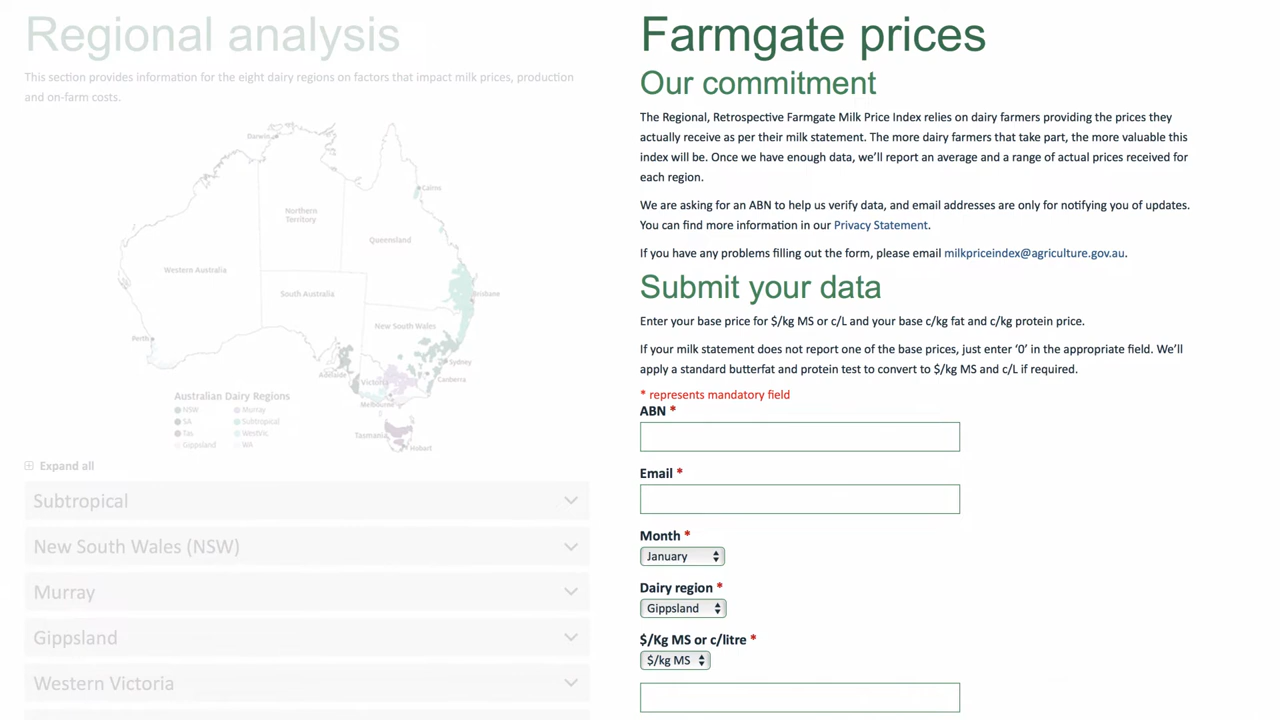 Regional analysis
This section provides information for the eight dairy regions on factors that impact milk prices, production
and on-farm costs.
Darwin
Cairns
Northern
Territory
Queensland
Western Australia
South Australia
Brisbane
New South Wales
Perth
Sydney
Adelaide
Canberra
Victoria
Melbourne
Tasmania
Hobart
Australian Dairy Regions
NSW
Murray
SA
Subtropical
Tas
WestVic
Gippsland
WA
Expand all
Subtropical
New South Wales (NSW)
Murray
Gippsland
Western Victoria
Farmgate prices
Our commitment
The Regional, Retrospective Farmgate Milk Price Index relies on dairy farmers providing the prices they
actually receive as per their milk statement. The more dairy farmers that take part, the more valuable this
index will be. Once we have enough data, we'll report an average and a range of actual prices received for
each region.
We are asking for an ABN to help us verify data, and email addresses are only for notifying you of updates.
You can find more information in our Privacy Statement.
If you have any problems filling out the form, please email milkpriceindex@agriculture.gov.au.
Submit your data
Enter your base price for $/kg MS or c/L and your base c/kg fat and c/kg protein price.
If your milk statement does not report one of the base prices, just enter '0' in the appropriate field. We'll
apply a standard butterfat and protein test to convert to $/kg MS and c/L if required.
* represents mandatory field
ABN *
Email *
Month *
January
Dairy region *
Gippsland
$/Kg MS or c/litre *
$/kg MS